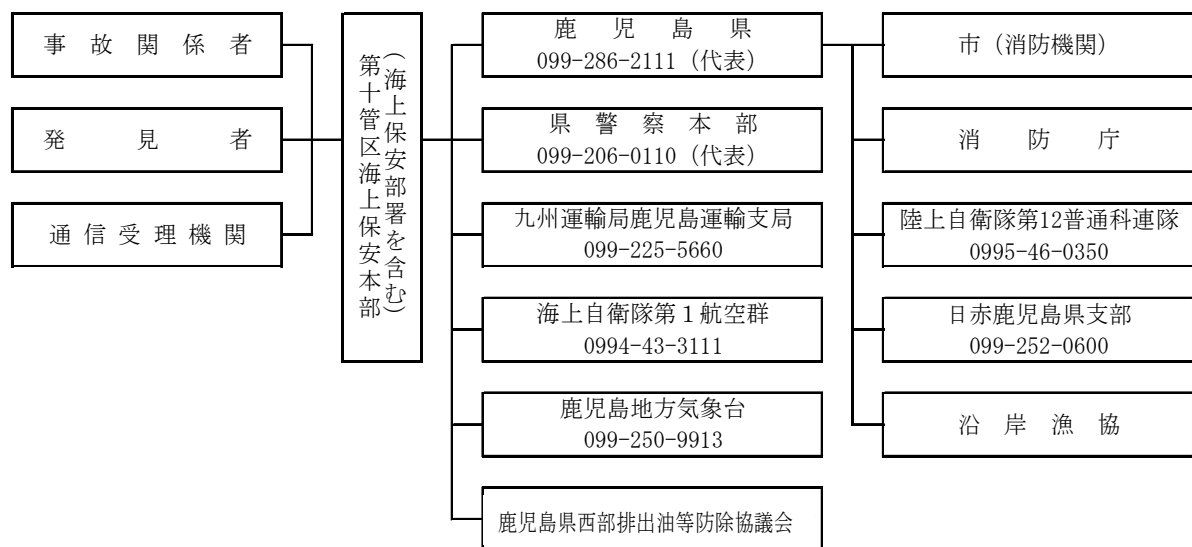 事故関係者
発見者
通信受理機関
第十管区海上保安本部
（海上保安部署を含む）
鹿児島県
099-286-2111（代表）
県警察本部
099-206-0110（代表）
九州運輸局鹿児島運輸支局
099-225-5660
海上自衛隊第１航空群
0994-43-3111
鹿児島地方気象台
099-250-9913
鹿児島県西部排出油等防除協議会
市（消防機関）
消防庁
陸上自衛隊第12普通科連隊
0995-46-0350
日赤鹿児島県支部
099-252-0600
沿岸漁協